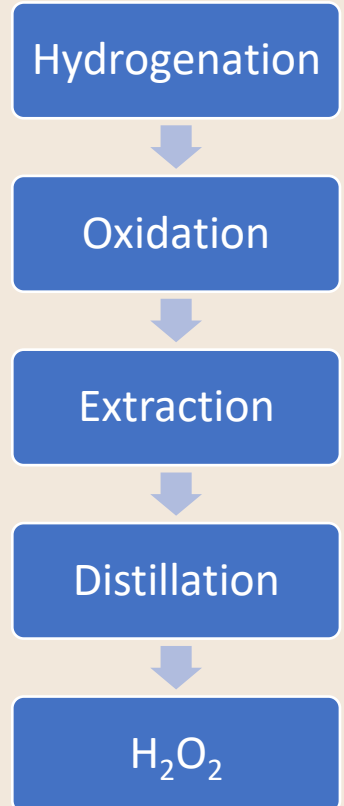 Hydrogenation
Oxidation
Extraction
Distillation
H₂O₂